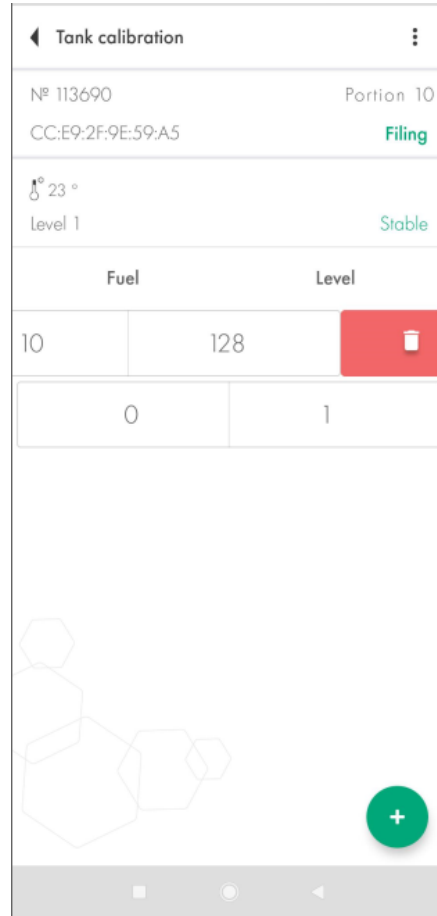 Tank calibration
№ 113690 Portion 10
CC:E9:2F:9E:59:A5 Filing
23 °
Level 1 Stable
Fuel Level
10 128
0 1
+